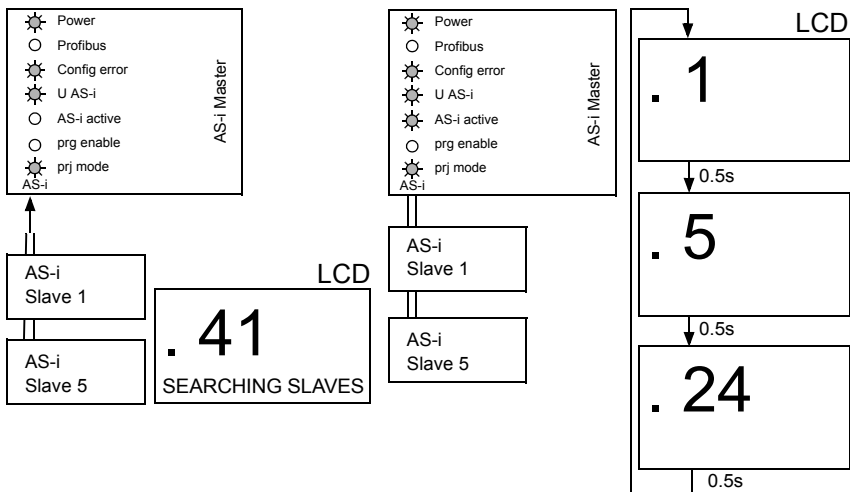 Power
Profibus
Config error
U AS-i
AS-i active
prg enable
prj mode
AS-i
AS-i Master
AS-i
Slave 1
AS-i
Slave 5
LCD
. 41
SEARCHING SLAVES
Power
Profibus
Config error
U AS-i
AS-i active
prg enable
prj mode
AS-i
AS-i Master
AS-i
Slave 1
AS-i
Slave 5
LCD
. 1
0.5s
. 5
0.5s
. 24
0.5s